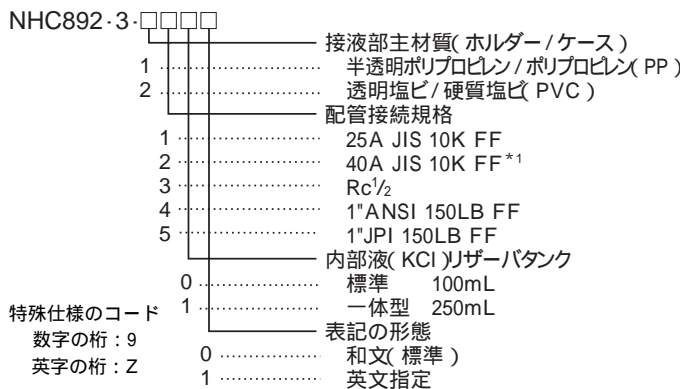 NHC892·3·□□□□
接液部主材質(ホルダー/ケース)
1 ………… 半透明ポリプロピレン/ポリプロピレン(PP)
2 ………… 透明塩ビ/硬質塩ビ(PVC)
配管接続規格
1 ………… 25A JIS 10K FF
2 ………… 40A JIS 10K FF*1
3 ………… Rc1/2
4 ………… 1"ANSI 150LB FF
5 ………… 1"JPI 150LB FF
内部液(KCl)リザーバタンク
0 ………… 標準 100mL
1 ………… 一体型 250mL
表記の形態
0 ………… 和文(標準)
1 ………… 英文指定
特殊仕様のコード
数字の桁:9
英字の桁:Z